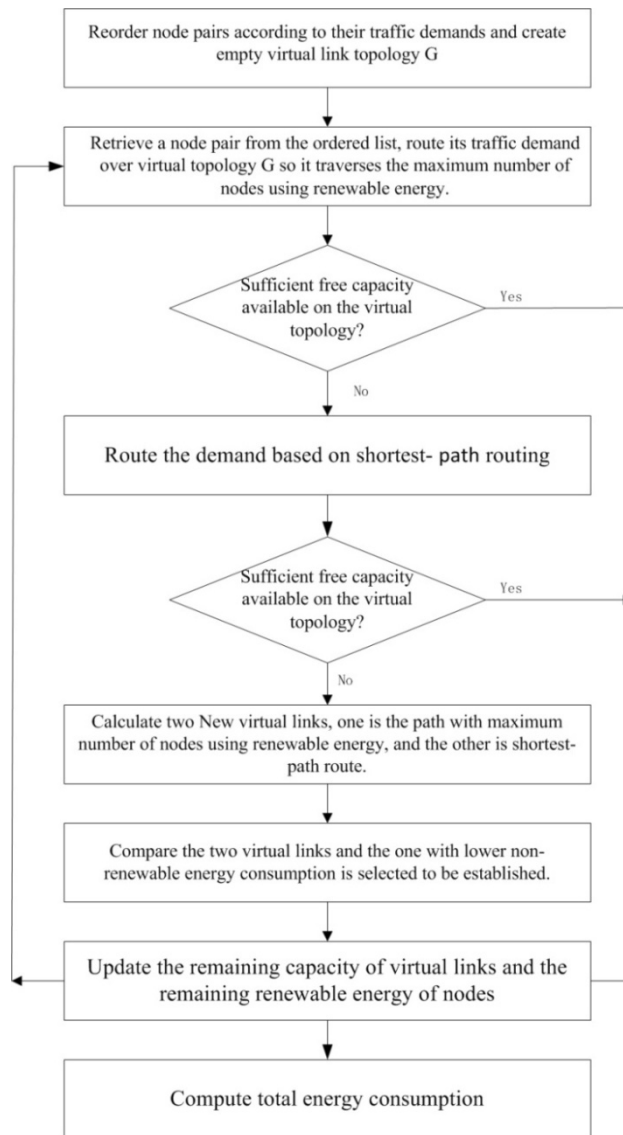 Reorder node pairs according to their traffic demands and create
empty virtual link topology G
Retrieve a node pair from the ordered list, route its traffic demand
over virtual topology G so it traverses the maximum number of
nodes using renewable energy.
Sufficient free capacity
available on the virtual
topology?
Yes
No
Route the demand based on shortest- path routing
Sufficient free capacity
available on the virtual
topology?
Yes
No
Calculate two New virtual links, one is the path with maximum
number of nodes using renewable energy, and the other is shortest-
path route.
Compare the two virtual links and the one with lower non-
renewable energy consumption is selected to be established.
Update the remaining capacity of virtual links and the
remaining renewable energy of nodes
Compute total energy consumption